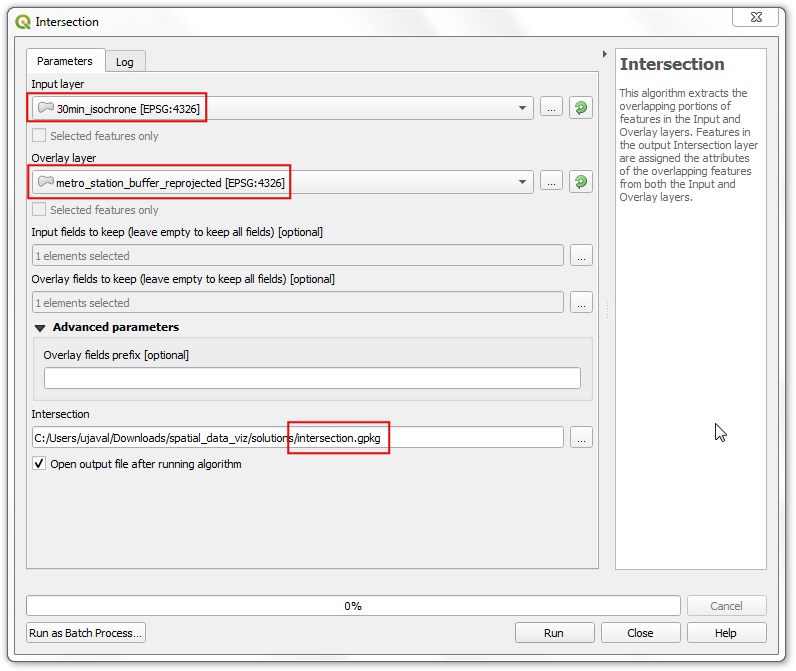 Intersection
Parameters
Log
Input layer
30min_isochrone [EPSG:4326]
...
Selected features only
Overlay layer
metro_station_buffer_reprojected [EPSG:4326]
...
Selected features only
Input fields to keep (leave empty to keep all fields) [optional]
1 elements selected
...
Overlay fields to keep (leave empty to keep all fields) [optional]
1 elements selected
...
Advanced parameters
Overlay fields prefix [optional]
Intersection
C:/Users/ujaval/Downloads/spatial_data_viz/solutions/intersection.gpkg
...
Open output file after running algorithm
Intersection
This algorithm extracts the
overlapping portions of
features in the Input and
Overlay layers. Features in
the output Intersection layer
are assigned the attributes
of the overlapping features
from both the Input and
Overlay layers.
0%
Cancel
Run as Batch Process...
Run
Close
Help